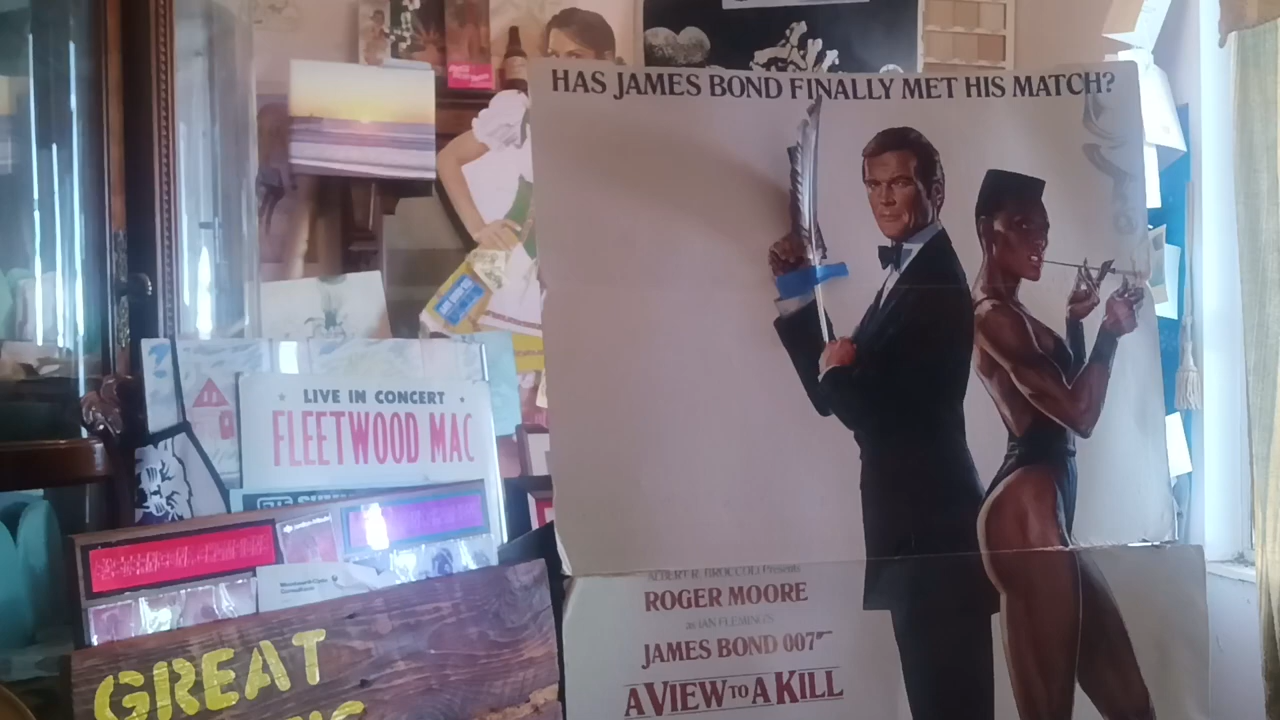 HAS JAMES BOND FINALLY MET HIS MATCH?
LIVE IN CONCERT
FLEETWOOD MAC
ALBERT R. BROCCOLI Presents
ROGER MOORE
as IAN FLEMING'S
JAMES BOND 007
A VIEW TO A KILL
GREAT